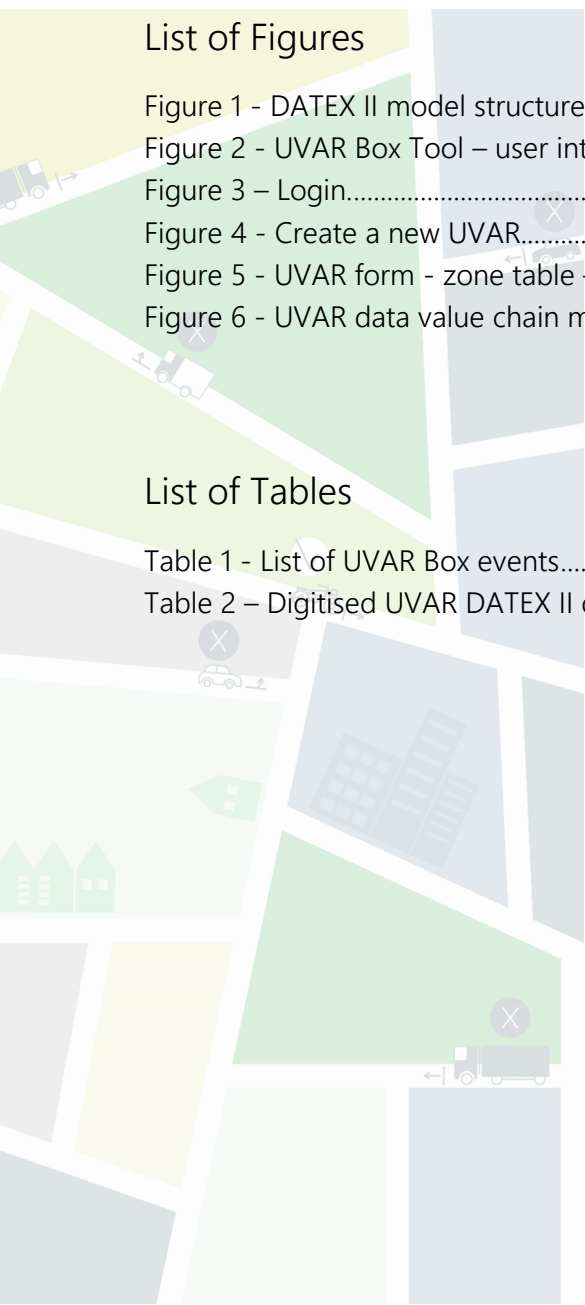 List of Figures
Figure 1 - DATEX II model structure
Figure 2 - UVAR Box Tool – user
Figure 3 – Login.......................................
Figure 4 - Create a new UVAR..........
Figure 5 - UVAR form - zone table
Figure 6 - UVAR data value chain
X
X
List of Tables
Table 1 - List of UVAR Box events....
Table 2 – Digitised UVAR DATEX II
X
X